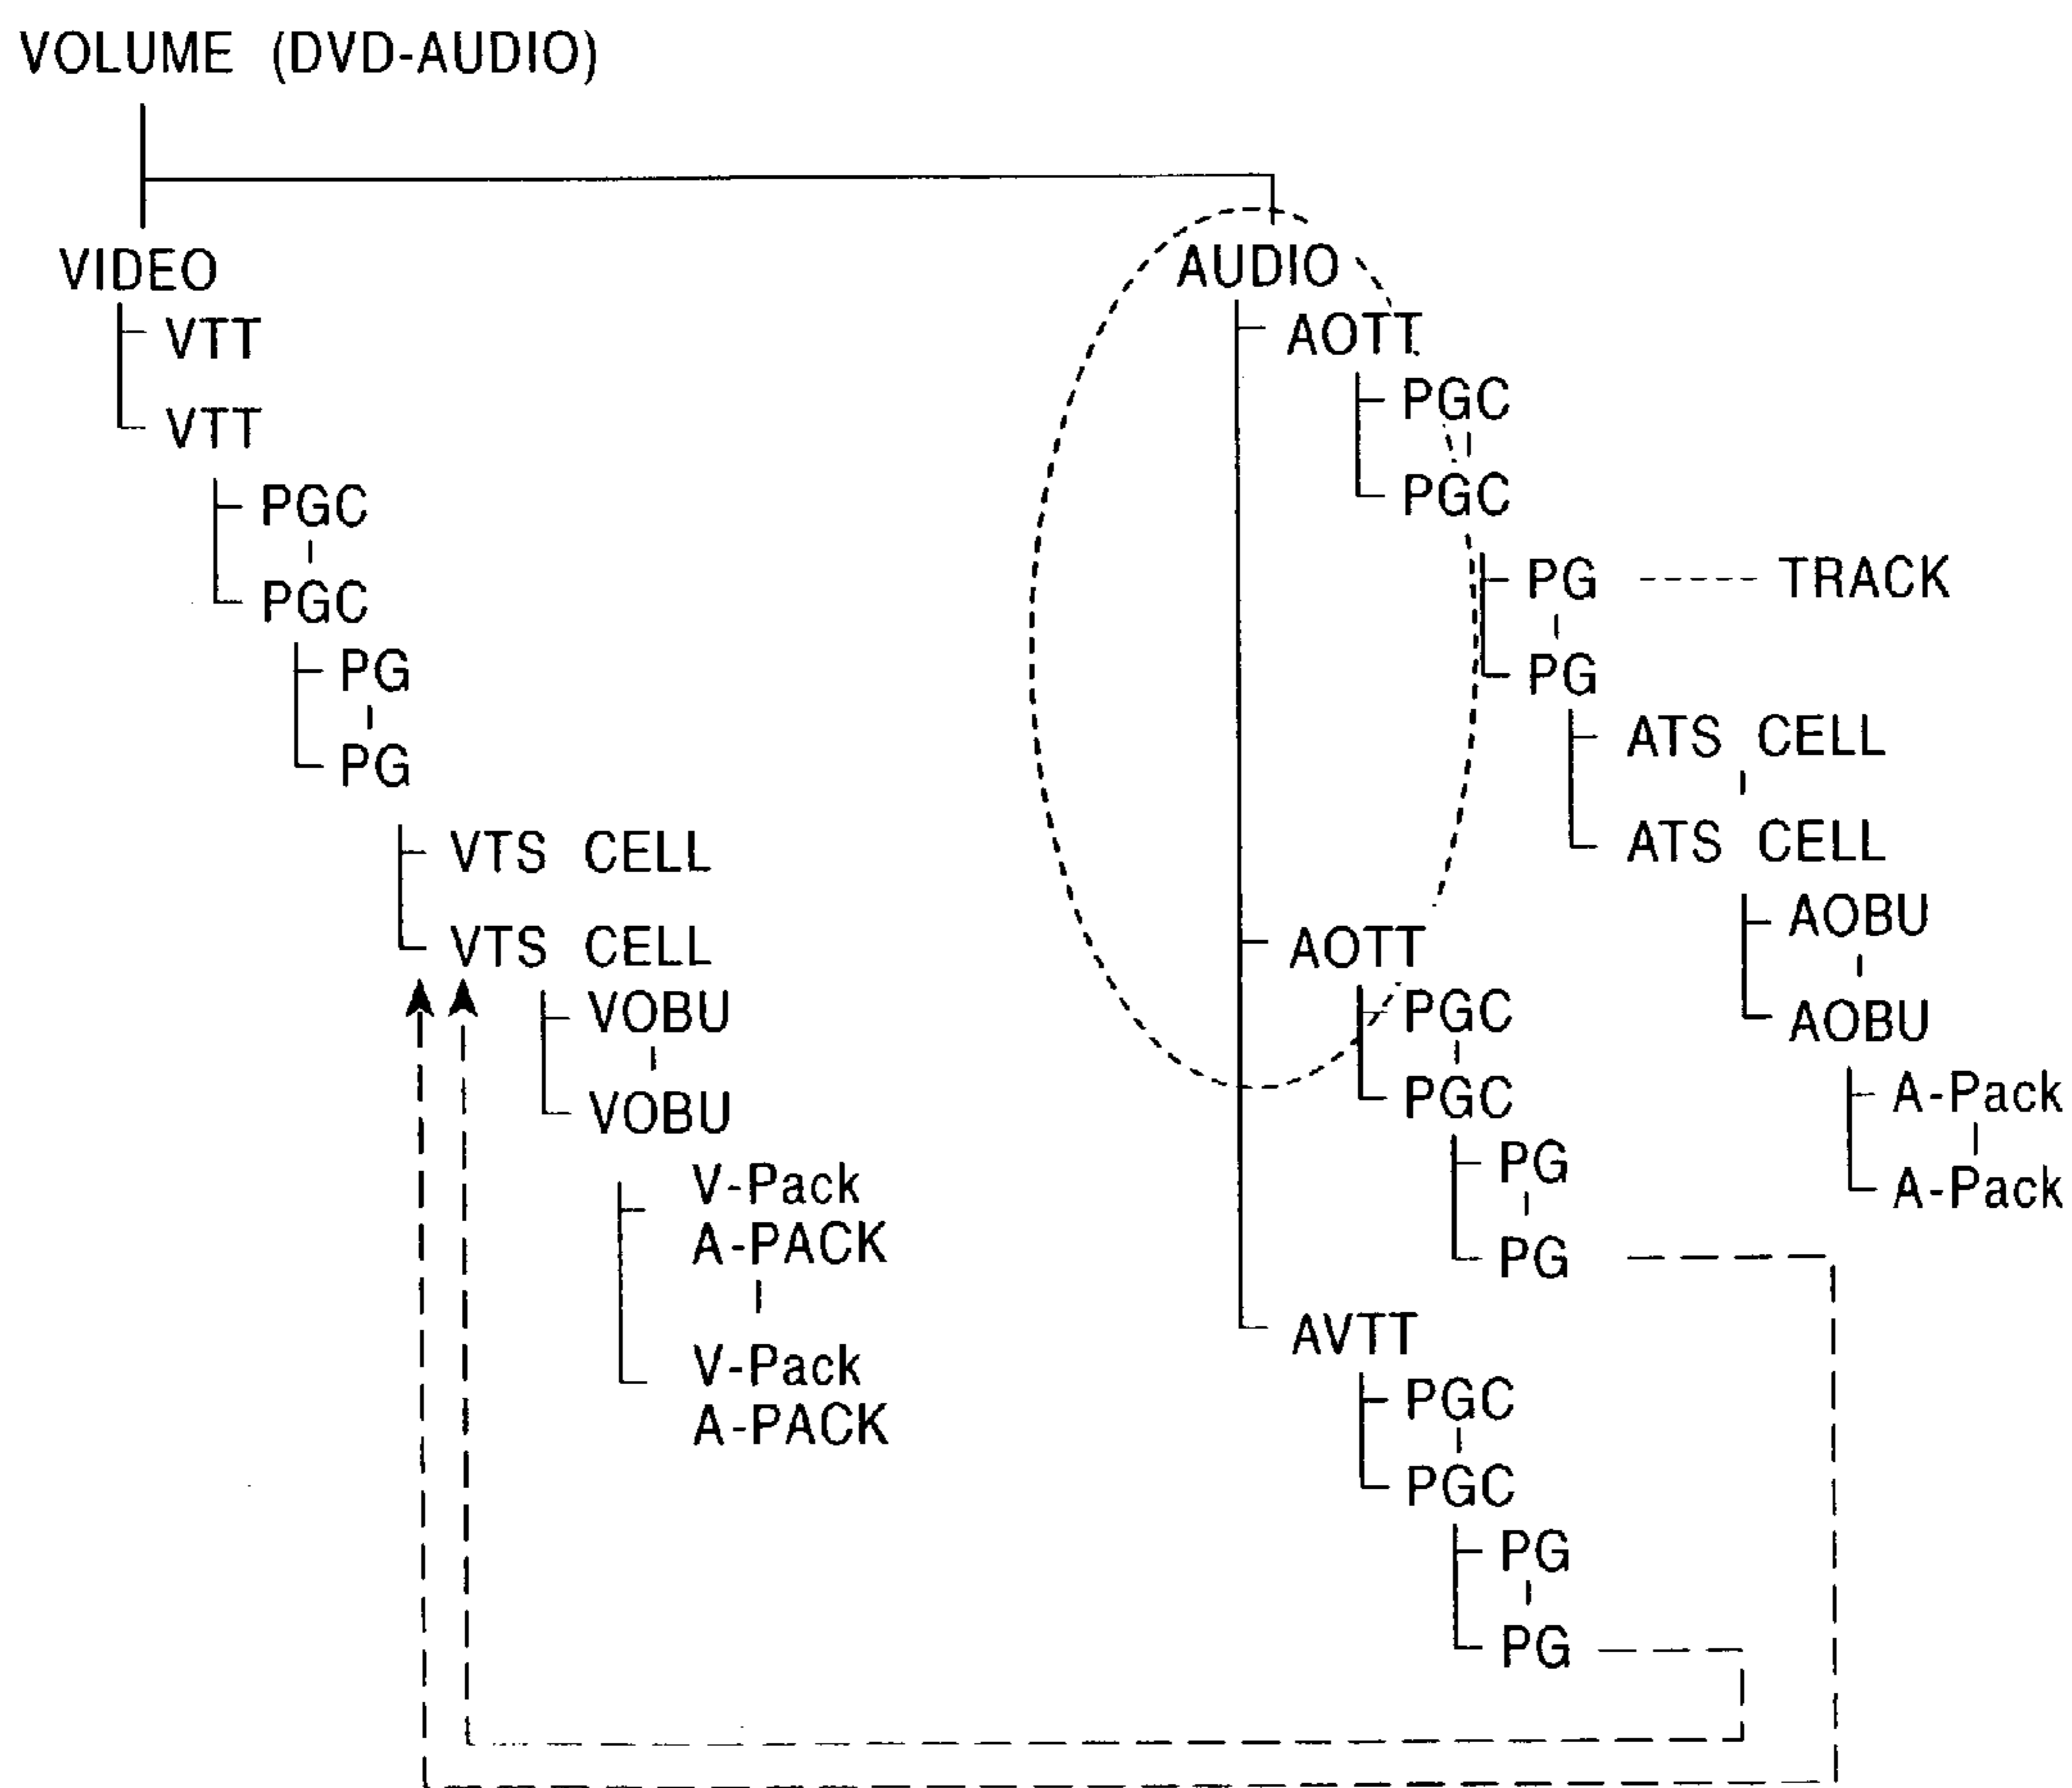 VOLUME (DVD-AUDIO)
VIDEO
VTT
VTT
PGC
PGC
PG
PG
VTS CELL
VTS CELL
VOBU
VOBU
V-Pack
A-PACK
V-Pack
A-PACK
AUDIO
AOTT
PGC
PGC
PG
TRACK
PG
ATS CELL
ATS CELL
AOBU
AOBU
A-Pack
A-Pack
AOTT
PGC
PGC
PG
PG
AVTT
PGC
PGC
PG
PG